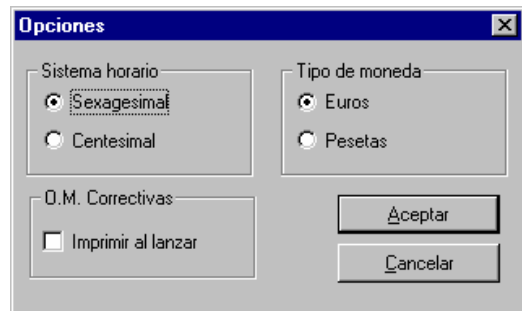 Opciones
Sistema horario
Sexagesimal
Centesimal
Tipo de moneda
Euros
Pesetas
O.M. Correctivas
Imprimir al lanzar
Aceptar
Cancelar